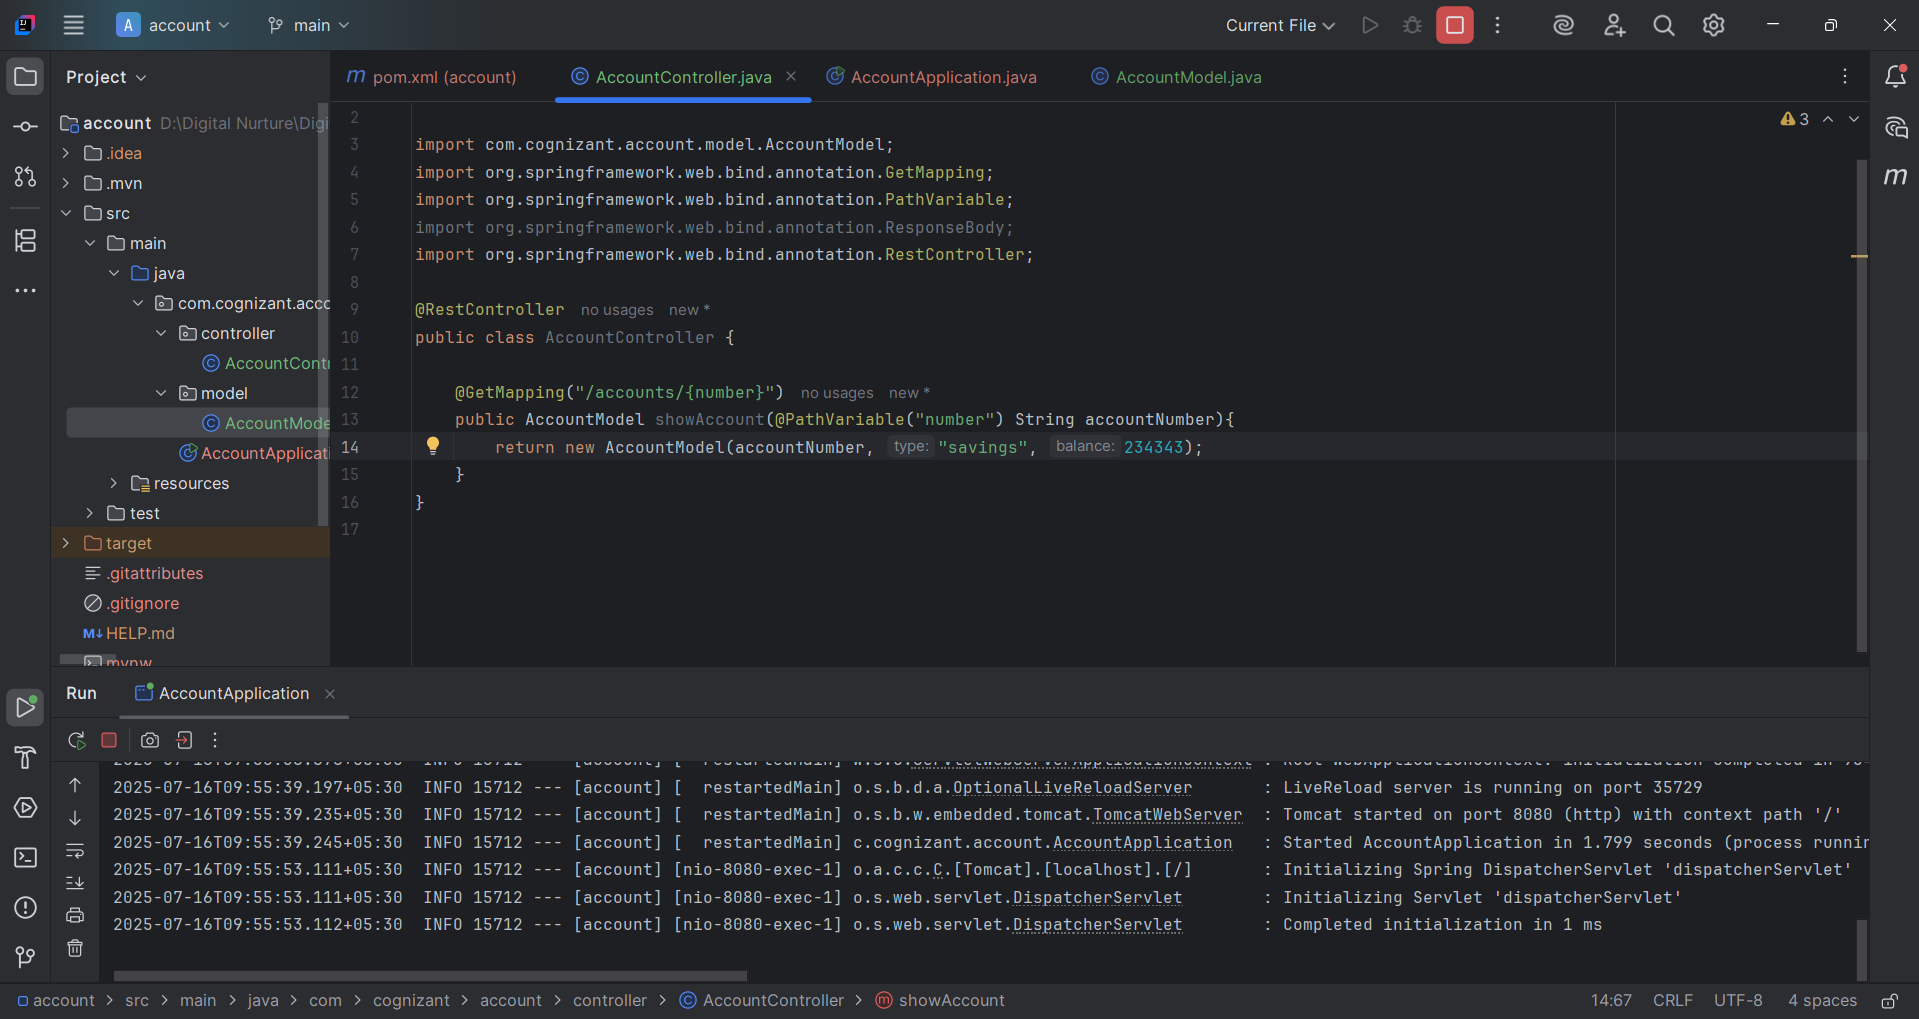 A account main Current File
Project
pom.xml (account) AccountController.java AccountApplication.java AccountModel.java
account D:\Digital Nurture\Digi
.idea
.mvn
src
main
java
com.cognizant.acco
controller
AccountContr
model
AccountMode
AccountApplicati
resources
test
target
.gitattributes
.gitignore
HELP.md
mvnw
3
2
3 import com.cognizant.account.model.AccountModel;
4 import org.springframework.web.bind.annotation.GetMapping;
5 import org.springframework.web.bind.annotation.PathVariable;
6 import org.springframework.web.bind.annotation.ResponseBody;
7 import org.springframework.web.bind.annotation.RestController;
8
9 @RestController no usages new *
10 public class AccountController {
11
12 @GetMapping("/accounts/{number}") no usages new *
13 public AccountModel showAccount(@PathVariable("number") String accountNumber){
14 return new AccountModel(accountNumber, type: "savings", balance: 234343);
15 }
16 }
17
Run AccountApplication
2025-07-16T09:55:39.197+05:30 INFO 15712 --- [account] [ restartedMain] o.s.b.d.a.OptionalLiveReloadServer : LiveReload server is running on port 35729
2025-07-16T09:55:39.235+05:30 INFO 15712 --- [account] [ restartedMain] o.s.b.w.embedded.tomcat.TomcatWebServer : Tomcat started on port 8080 (http) with context path '/'
2025-07-16T09:55:39.245+05:30 INFO 15712 --- [account] [ restartedMain] c.cognizant.account.AccountApplication : Started AccountApplication in 1.799 seconds (process runnin
2025-07-16T09:55:53.111+05:30 INFO 15712 --- [account] [nio-8080-exec-1] o.a.c.c.C.[Tomcat].[localhost].[/] : Initializing Spring DispatcherServlet 'dispatcherServlet'
2025-07-16T09:55:53.111+05:30 INFO 15712 --- [account] [nio-8080-exec-1] o.s.web.servlet.DispatcherServlet : Initializing Servlet 'dispatcherServlet'
2025-07-16T09:55:53.112+05:30 INFO 15712 --- [account] [nio-8080-exec-1] o.s.web.servlet.DispatcherServlet : Completed initialization in 1 ms
account > src > main > java > com > cognizant > account > controller > AccountController > showAccount 14:67 CRLF UTF-8 4 spaces